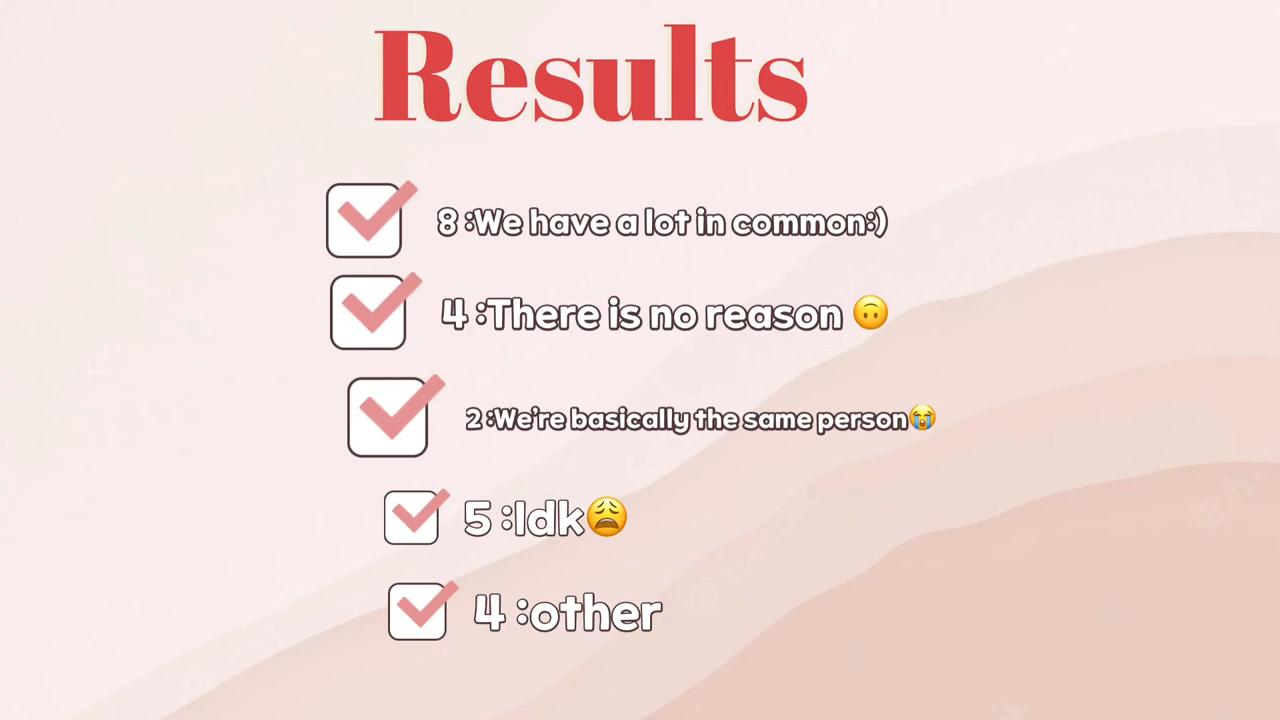 Results
8 :We have a lot in common:)
4 :There is no reason 🙃
2 :We're basically the same person😭
5 :Idk😩
4 :other